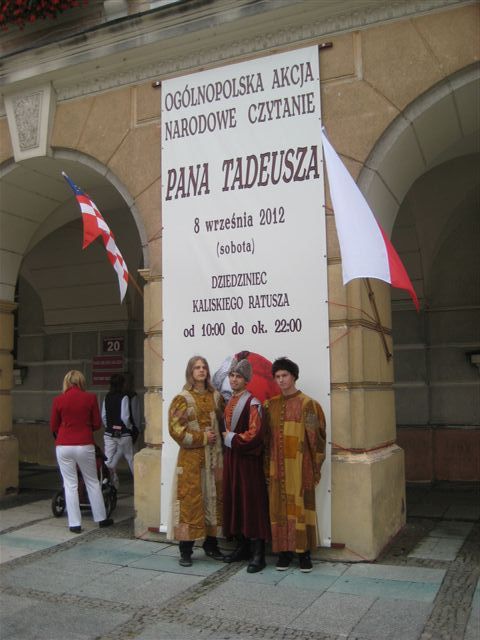 OGÓLNOPOLSKA AKCJA
NARODOWE CZYTANIE
PANA TADEUSZA
8 września 2012
(sobota)
DZIEDZINIEC
KALISKIEGO RATUSZA
od 10:00 do ok. 22:00
20